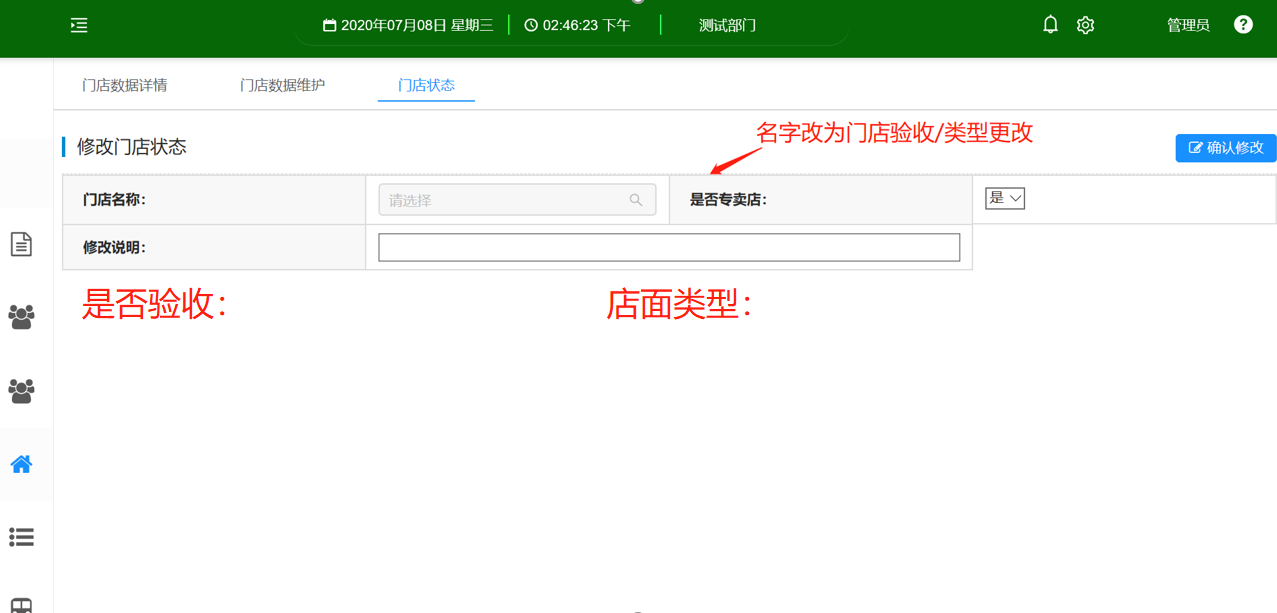 2020年07月08日 星期三 02:46:23 下午 测试部门 管理员
门店数据详情 门店数据维护 门店状态
名字改为门店验收/类型更改
修改门店状态 确认修改
门店名称: 请选择 是否专卖店: 是
修改说明:
是否验收: 店面类型: